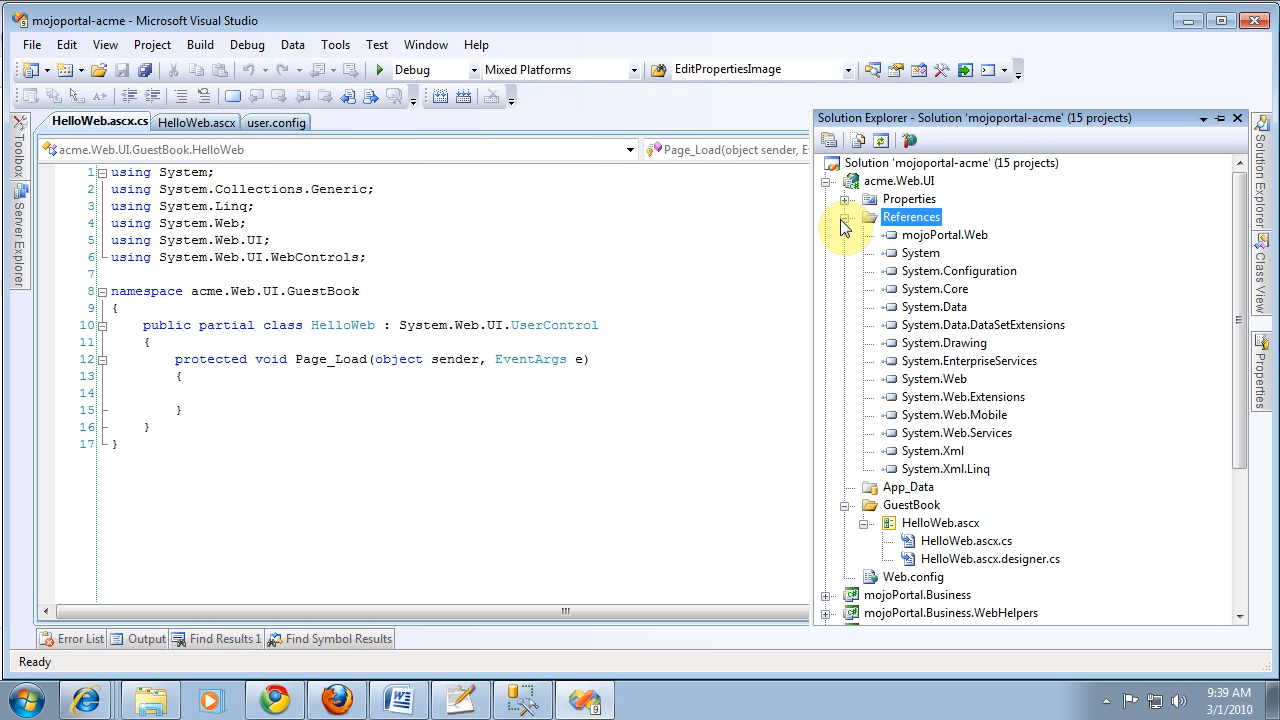 mojoportal-acme - Microsoft Visual Studio
File Edit View Project Build Debug Data Tools Test Window Help
Debug Mixed Platforms EditPropertiesImage
HelloWeb.ascx.cs HelloWeb.ascx user.config
acme.Web.UI.GuestBook.HelloWeb Page_Load(object sender, E
1 using System;
2 using System.Collections.Generic;
3 using System.Linq;
4 using System.Web;
5 using System.Web.UI;
6 using System.Web.UI.WebControls;
7
8 namespace acme.Web.UI.GuestBook
9 {
10 public partial class HelloWeb : System.Web.UI.UserControl
11 {
12 protected void Page_Load(object sender, EventArgs e)
13 {
14
15 }
16 }
17 }
Toolbox
Server Explorer
Solution Explorer - Solution 'mojoportal-acme' (15 projects)
Solution 'mojoportal-acme' (15 projects)
acme.Web.UI
Properties
References
mojoPortal.Web
System
System.Configuration
System.Core
System.Data
System.Data.DataSetExtensions
System.Drawing
System.EnterpriseServices
System.Web
System.Web.Extensions
System.Web.Mobile
System.Web.Services
System.Xml
System.Xml.Linq
App_Data
GuestBook
HelloWeb.ascx
HelloWeb.ascx.cs
HelloWeb.ascx.designer.cs
Web.config
mojoPortal.Business
mojoPortal.Business.WebHelpers
Solution Explorer
Class View
Properties
Error List Output Find Results 1 Find Symbol Results
Ready
9:39 AM
3/1/2010